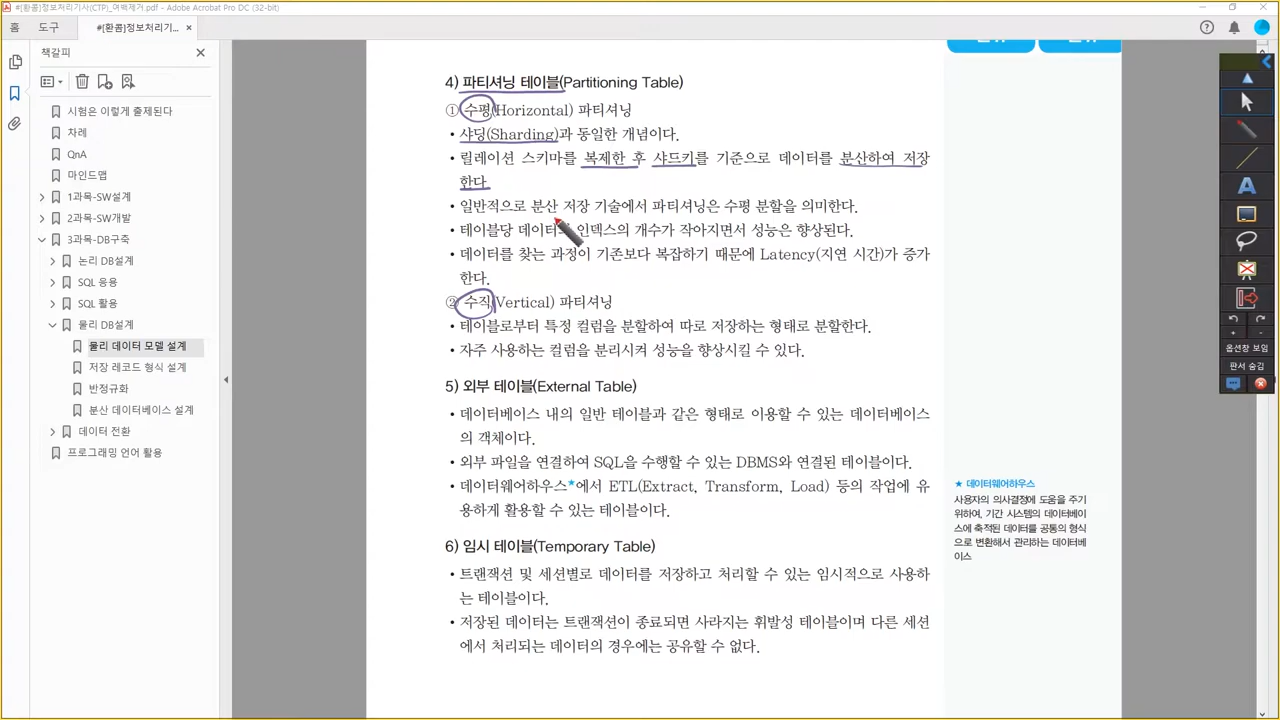 #[환콤]정보처리기사(CTP)_여백제거.pdf - Adobe Acrobat Pro DC (32-bit)
홈 도구 #[환콤]정보처리기... ×
책갈피
시험은 이렇게 출제된다
차례
QnA
마인드맵
1과목-SW설계
2과목-SW개발
3과목-DB구축
논리 DB설계
SQL 응용
SQL 활용
물리 DB설계
물리 데이터 모델 설계
저장 레코드 형식 설계
반정규화
분산 데이터베이스 설계
데이터 전환
프로그래밍 언어 활용
4) 파티셔닝 테이블(Partitioning Table)
① 수평(Horizontal) 파티셔닝
• 샤딩(Sharding)과 동일한 개념이다.
• 릴레이션 스키마를 복제한 후 샤드키를 기준으로 데이터를 분산하여 저장
한다.
• 일반적으로 분산 저장 기술에서 파티셔닝은 수평 분할을 의미한다.
• 테이블당 데이터와 인덱스의 개수가 작아지면서 성능은 향상된다.
• 데이터를 찾는 과정이 기존보다 복잡하기 때문에 Latency(지연 시간)가 증가
한다.
② 수직(Vertical) 파티셔닝
• 테이블로부터 특정 컬럼을 분할하여 따로 저장하는 형태로 분할한다.
• 자주 사용하는 컬럼을 분리시켜 성능을 향상시킬 수 있다.
5) 외부 테이블(External Table)
• 데이터베이스 내의 일반 테이블과 같은 형태로 이용할 수 있는 데이터베이스
의 객체이다.
• 외부 파일을 연결하여 SQL을 수행할 수 있는 DBMS와 연결된 테이블이다.
• 데이터웨어하우스★에서 ETL(Extract, Transform, Load) 등의 작업에 유
용하게 활용할 수 있는 테이블이다.
6) 임시 테이블(Temporary Table)
• 트랜잭션 및 세션별로 데이터를 저장하고 처리할 수 있는 임시적으로 사용하
는 테이블이다.
• 저장된 데이터는 트랜잭션이 종료되면 사라지는 휘발성 테이블이며 다른 세션
에서 처리되는 데이터의 경우에는 공유할 수 없다.
★ 데이터웨어하우스
사용자의 의사결정에 도움을 주기
위하여, 기간 시스템의 데이터베이
스에 축적된 데이터를 공통의 형식
으로 변환해서 관리하는 데이터베
이스
옵션창 보임
판서 숨김